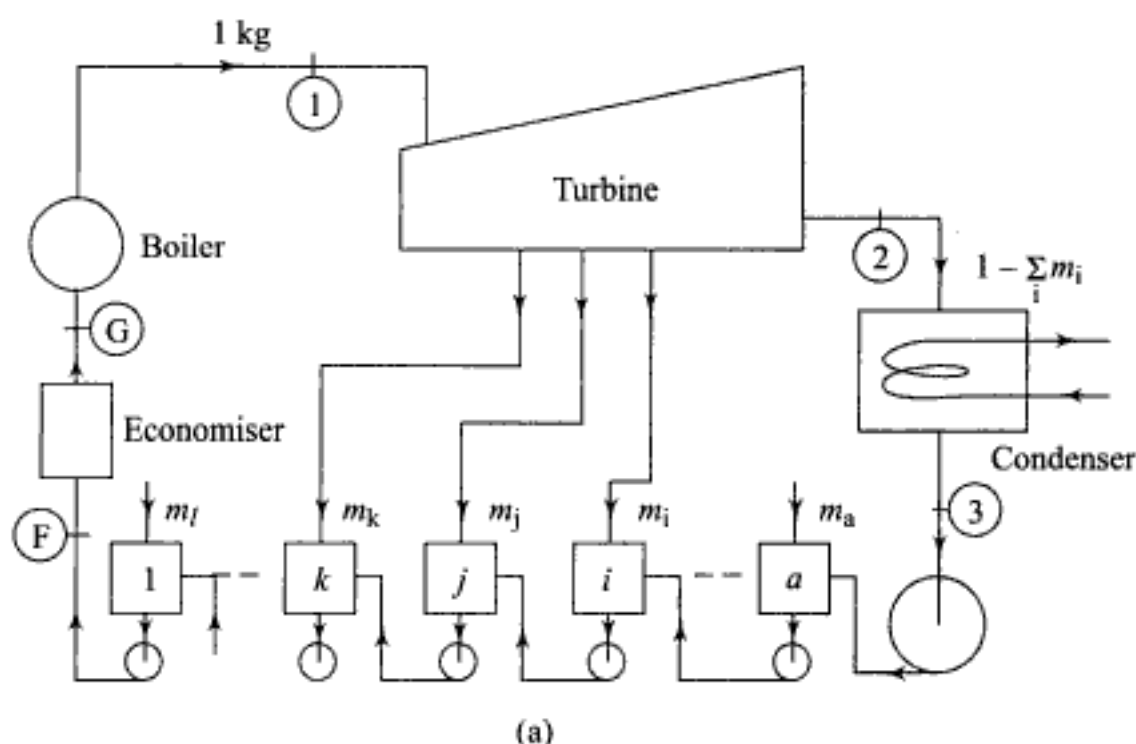 1 kg
1
Turbine
Boiler
2
1 − Σ mᵢ
i
G
Economiser
Condenser
F
mₗ
mₖ
mⱼ
mᵢ
mₐ
3
1
k
j
i
a
(a)